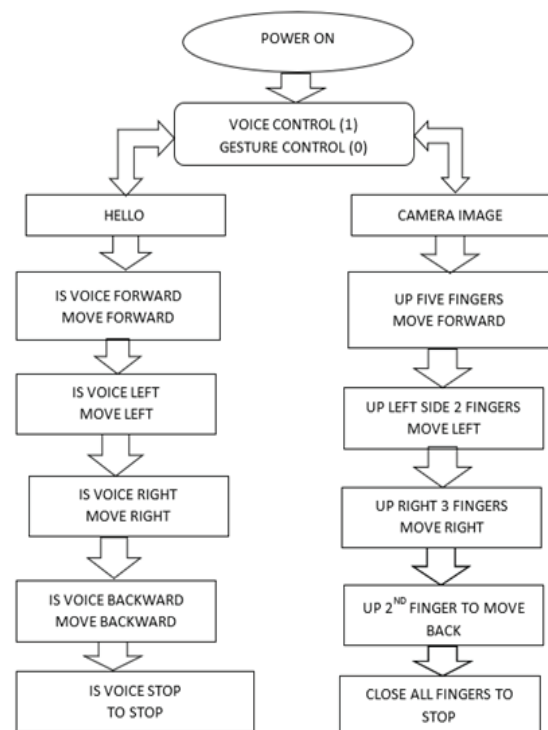 POWER ON
VOICE CONTROL (1)
GESTURE CONTROL (0)
HELLO
IS VOICE FORWARD
MOVE FORWARD
IS VOICE LEFT
MOVE LEFT
IS VOICE RIGHT
MOVE RIGHT
IS VOICE BACKWARD
MOVE BACKWARD
IS VOICE STOP
TO STOP
CAMERA IMAGE
UP FIVE FINGERS
MOVE FORWARD
UP LEFT SIDE 2 FINGERS
MOVE LEFT
UP RIGHT 3 FINGERS
MOVE RIGHT
UP 2ND FINGER TO MOVE
BACK
CLOSE ALL FINGERS TO
STOP